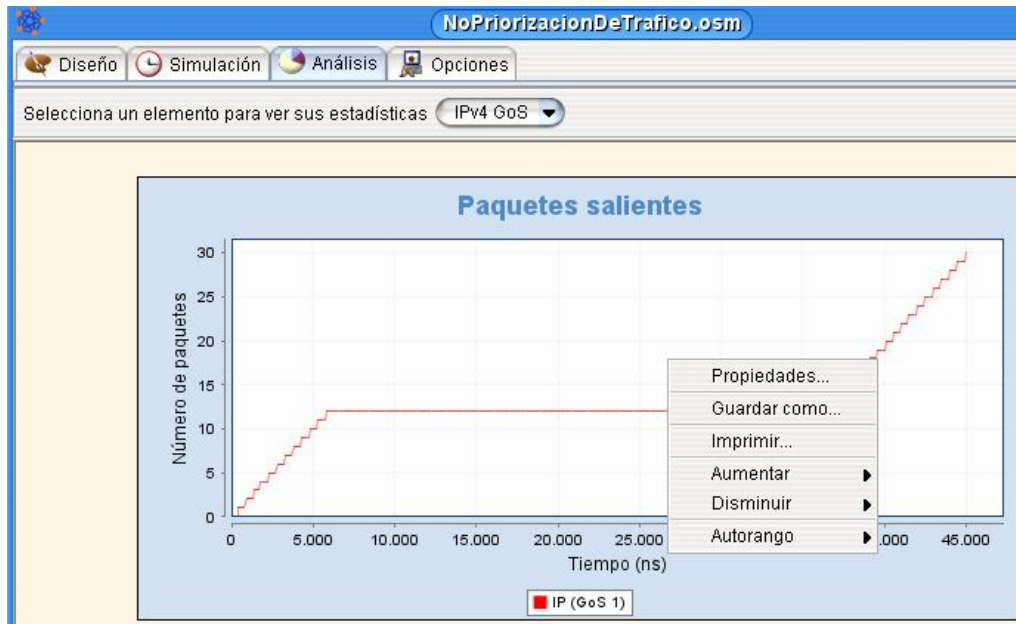 NoPriorizacionDeTrafico.osm
Diseño Simulación Análisis Opciones
Selecciona un elemento para ver sus estadísticas IPv4 GoS
Paquetes salientes
Número de paquetes
30
25
20
15
10
5
0
Propiedades...
Guardar como...
Imprimir...
Aumentar
Disminuir
Autorango
0 5.000 10.000 15.000 20.000 25.000 .000 45.000
Tiempo (ns)
IP (GoS 1)